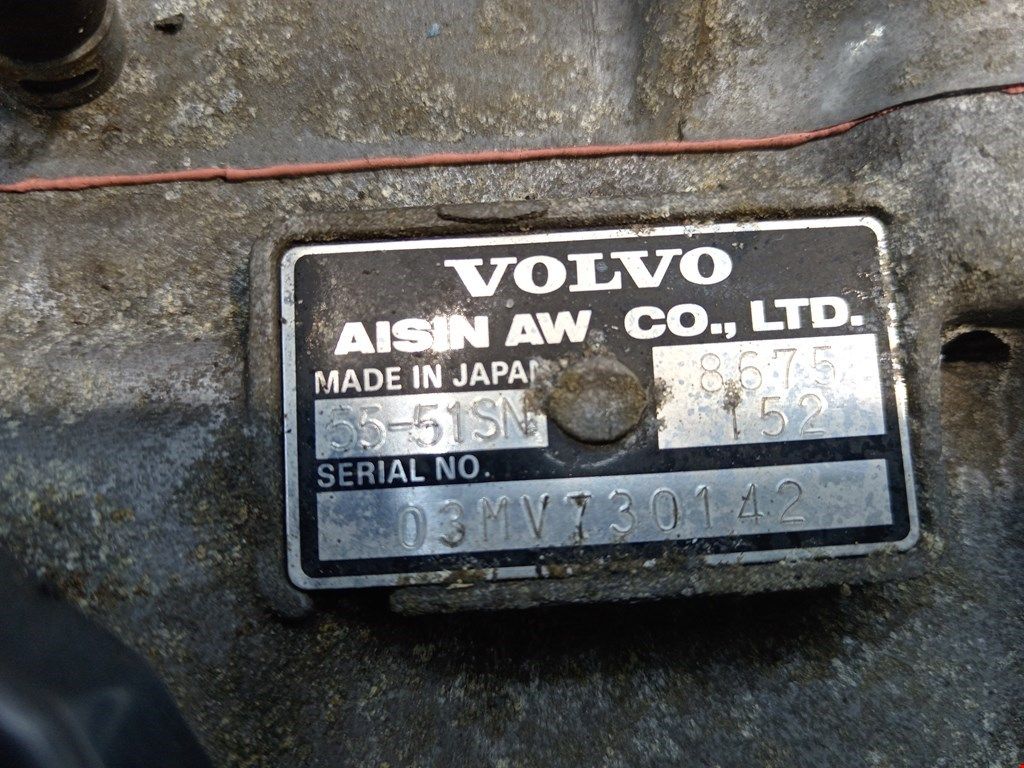 VOLVO
AISIN AW CO., LTD.
MADE IN JAPAN
55-51SN
8675
152
SERIAL NO.
03MV730142